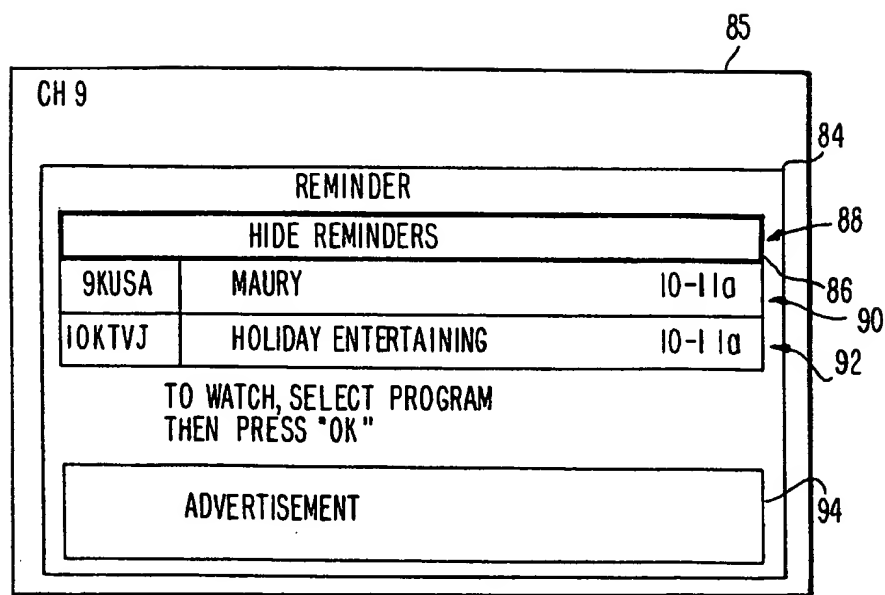 85
CH 9
84
REMINDER
HIDE REMINDERS
88
86
9KUSA MAURY 10-11a
90
10KTVJ HOLIDAY ENTERTAINING 10-11a
92
TO WATCH, SELECT PROGRAM
THEN PRESS "OK"
ADVERTISEMENT
94